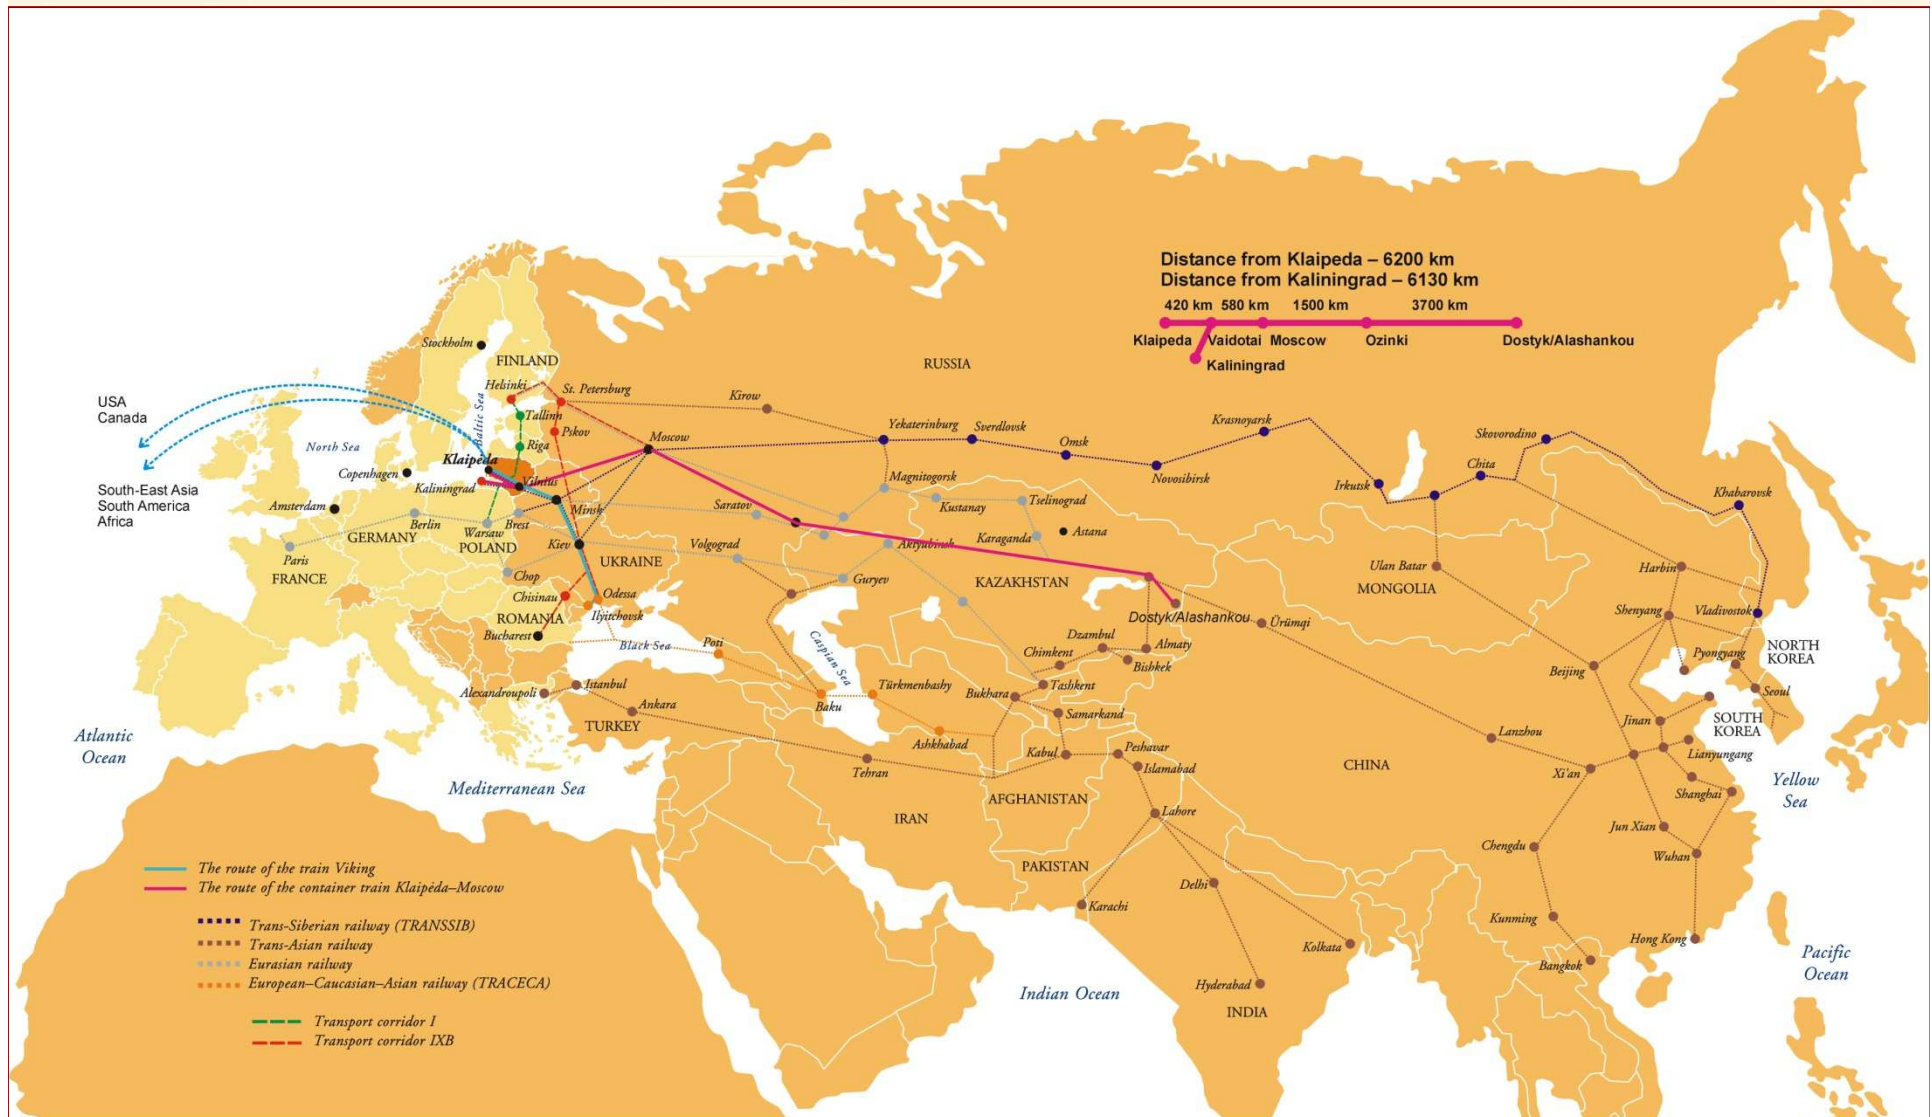 Distance from Klaipeda – 6200 km
Distance from Kaliningrad – 6130 km
420 km 580 km 1500 km 3700 km
Klaipeda Vaidotai Moscow Ozinki Dostyk/Alashankou
Kaliningrad
RUSSIA
Stockholm
FINLAND
Helsinki
St. Petersburg
Kirow
USA
Canada
Baltic Sea
Tallinn
Pskov
Riga
Moscow
Yekaterinburg
Sverdlovsk
Omsk
Novosibirsk
Krasnoyarsk
Irkutsk
Chita
Skovorodino
Khabarovsk
North Sea
Klaipėda
Copenhagen
Kaliningrad
Vilnius
South-East Asia
South America
Africa
Amsterdam
Berlin
Warsaw
Brest
Minsk
Saratov
Magnitogorsk
Kustanay
Tselinograd
Karaganda
Astana
GERMANY
POLAND
Paris
FRANCE
Kiev
UKRAINE
Volgograd
Aktyubinsk
Guryev
KAZAKHSTAN
Ulan Batar
MONGOLIA
Harbin
Chop
Chisinau
Odessa
Ilyitchovsk
ROMANIA
Bucharest
Black Sea
Poti
Caspian Sea
Dostyk/Alashankou
Ürümqi
Shenyang
Vladivostok
NORTH
KOREA
Dzambul
Almaty
Chimkent
Bishkek
Beijing
Pyongyang
Seoul
Alexandroupoli
Istanbul
Ankara
TURKEY
Baku
Türkmenbashy
Bukhara
Tashkent
Samarkand
Ashkhabad
Jinan
SOUTH
KOREA
Atlantic
Ocean
Mediterranean Sea
Tehran
Kabul
Peshavar
Islamabad
Lanzhou
Xi'an
Lianyungang
CHINA
Shanghai
Yellow
Sea
AFGHANISTAN
IRAN
Lahore
Jun Xian
Chengdu
Wuhan
PAKISTAN
Delhi
Karachi
Kunming
Kolkata
Hong Kong
Bangkok
Hyderabad
INDIA
Indian Ocean
Pacific
Ocean
The route of the train Viking
The route of the container train Klaipėda–Moscow
Trans-Siberian railway (TRANSSIB)
Trans-Asian railway
Eurasian railway
European–Caucasian–Asian railway (TRACECA)
Transport corridor I
Transport corridor IXB